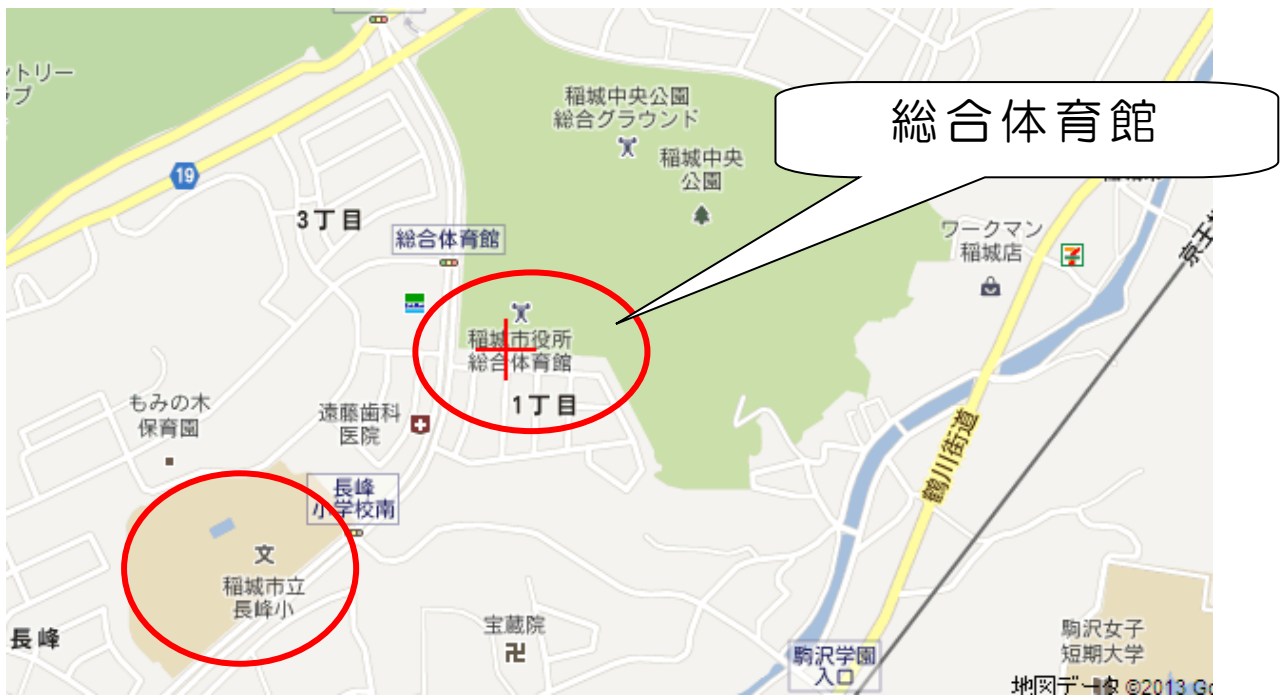 ントリー
ラブ
稲城中央公園
総合グラウンド
稲城中央
公園
総合体育館
19
3丁目
総合体育館
ワークマン
稲城店
京王
稲城市役所
総合体育館
1丁目
もみの木
保育園
遠藤歯科
医院
鶴川街道
長峰
小学校南
文
稲城市立
長峰小
長峰
宝蔵院
駒沢学園
入口
駒沢女子
短期大学
地図データ ©2013 Go